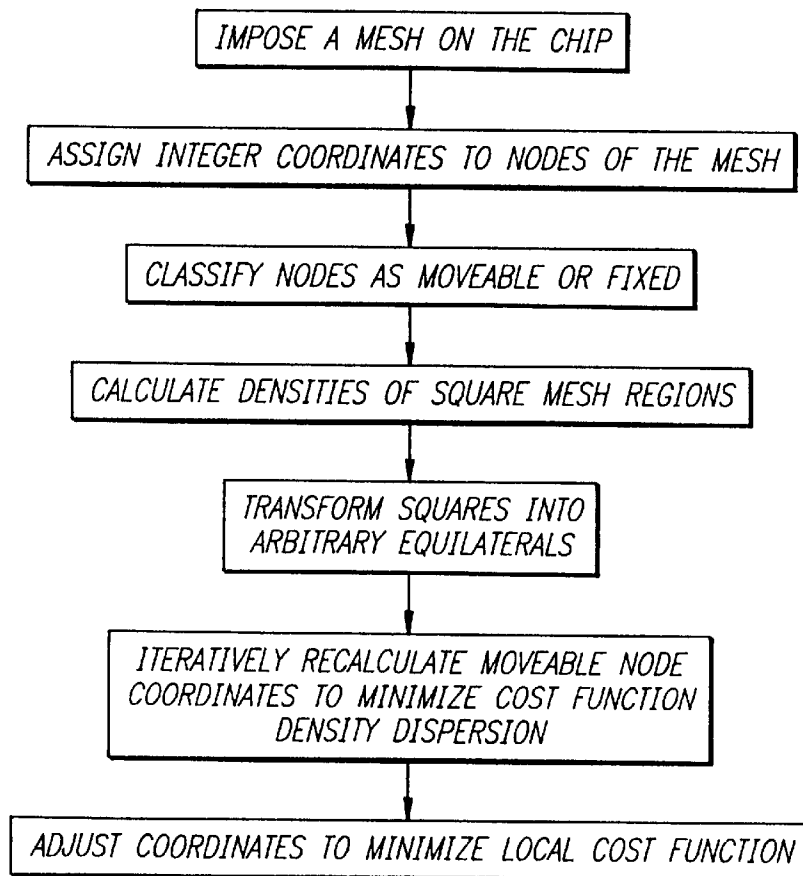 IMPOSE A MESH ON THE CHIP
ASSIGN INTEGER COORDINATES TO NODES OF THE MESH
CLASSIFY NODES AS MOVEABLE OR FIXED
CALCULATE DENSITIES OF SQUARE MESH REGIONS
TRANSFORM SQUARES INTO
ARBITRARY EQUILATERALS
ITERATIVELY RECALCULATE MOVEABLE NODE
COORDINATES TO MINIMIZE COST FUNCTION
DENSITY DISPERSION
ADJUST COORDINATES TO MINIMIZE LOCAL COST FUNCTION